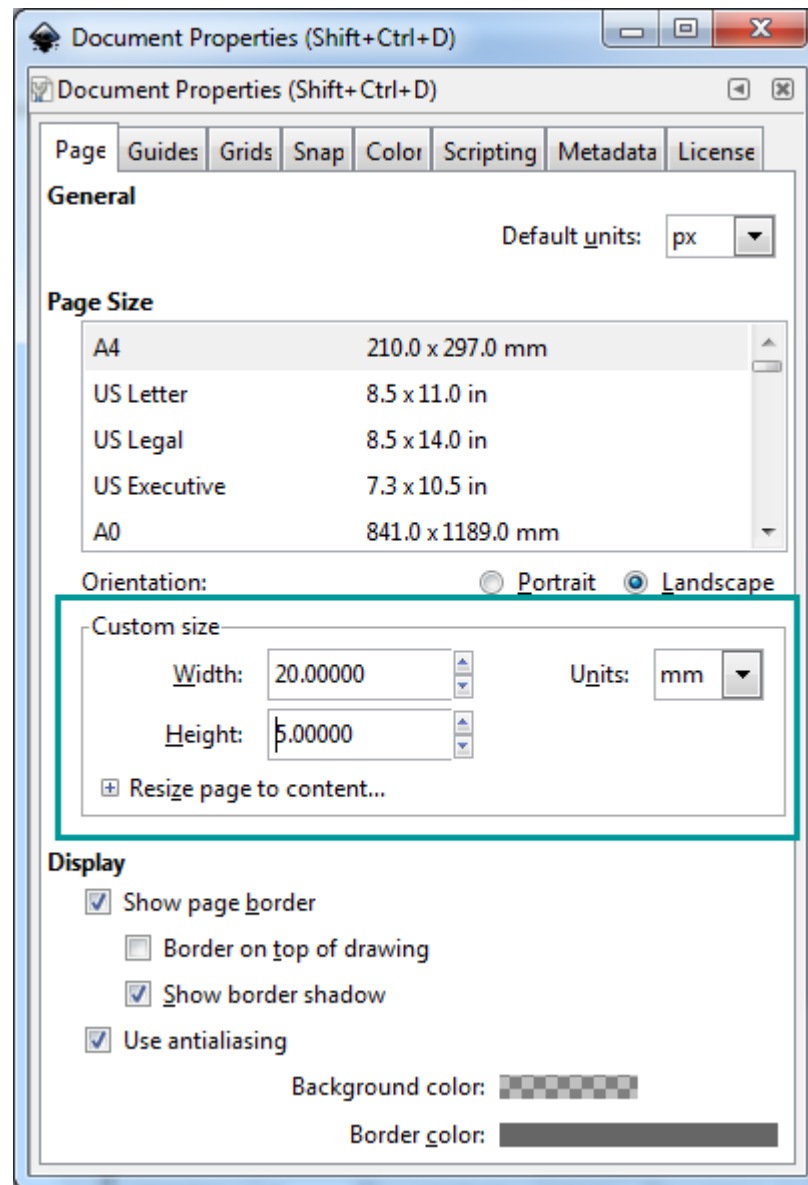 Document Properties (Shift+Ctrl+D)
Document Properties (Shift+Ctrl+D)
Page Guides Grids Snap Color Scripting Metadata License
General
Default units: px
Page Size
A4 210.0 x 297.0 mm
US Letter 8.5 x 11.0 in
US Legal 8.5 x 14.0 in
US Executive 7.3 x 10.5 in
A0 841.0 x 1189.0 mm
Orientation: Portrait Landscape
Custom size
Width: 20.00000 Units: mm
Height: 5.00000
Resize page to content...
Display
Show page border
Border on top of drawing
Show border shadow
Use antialiasing
Background color:
Border color: